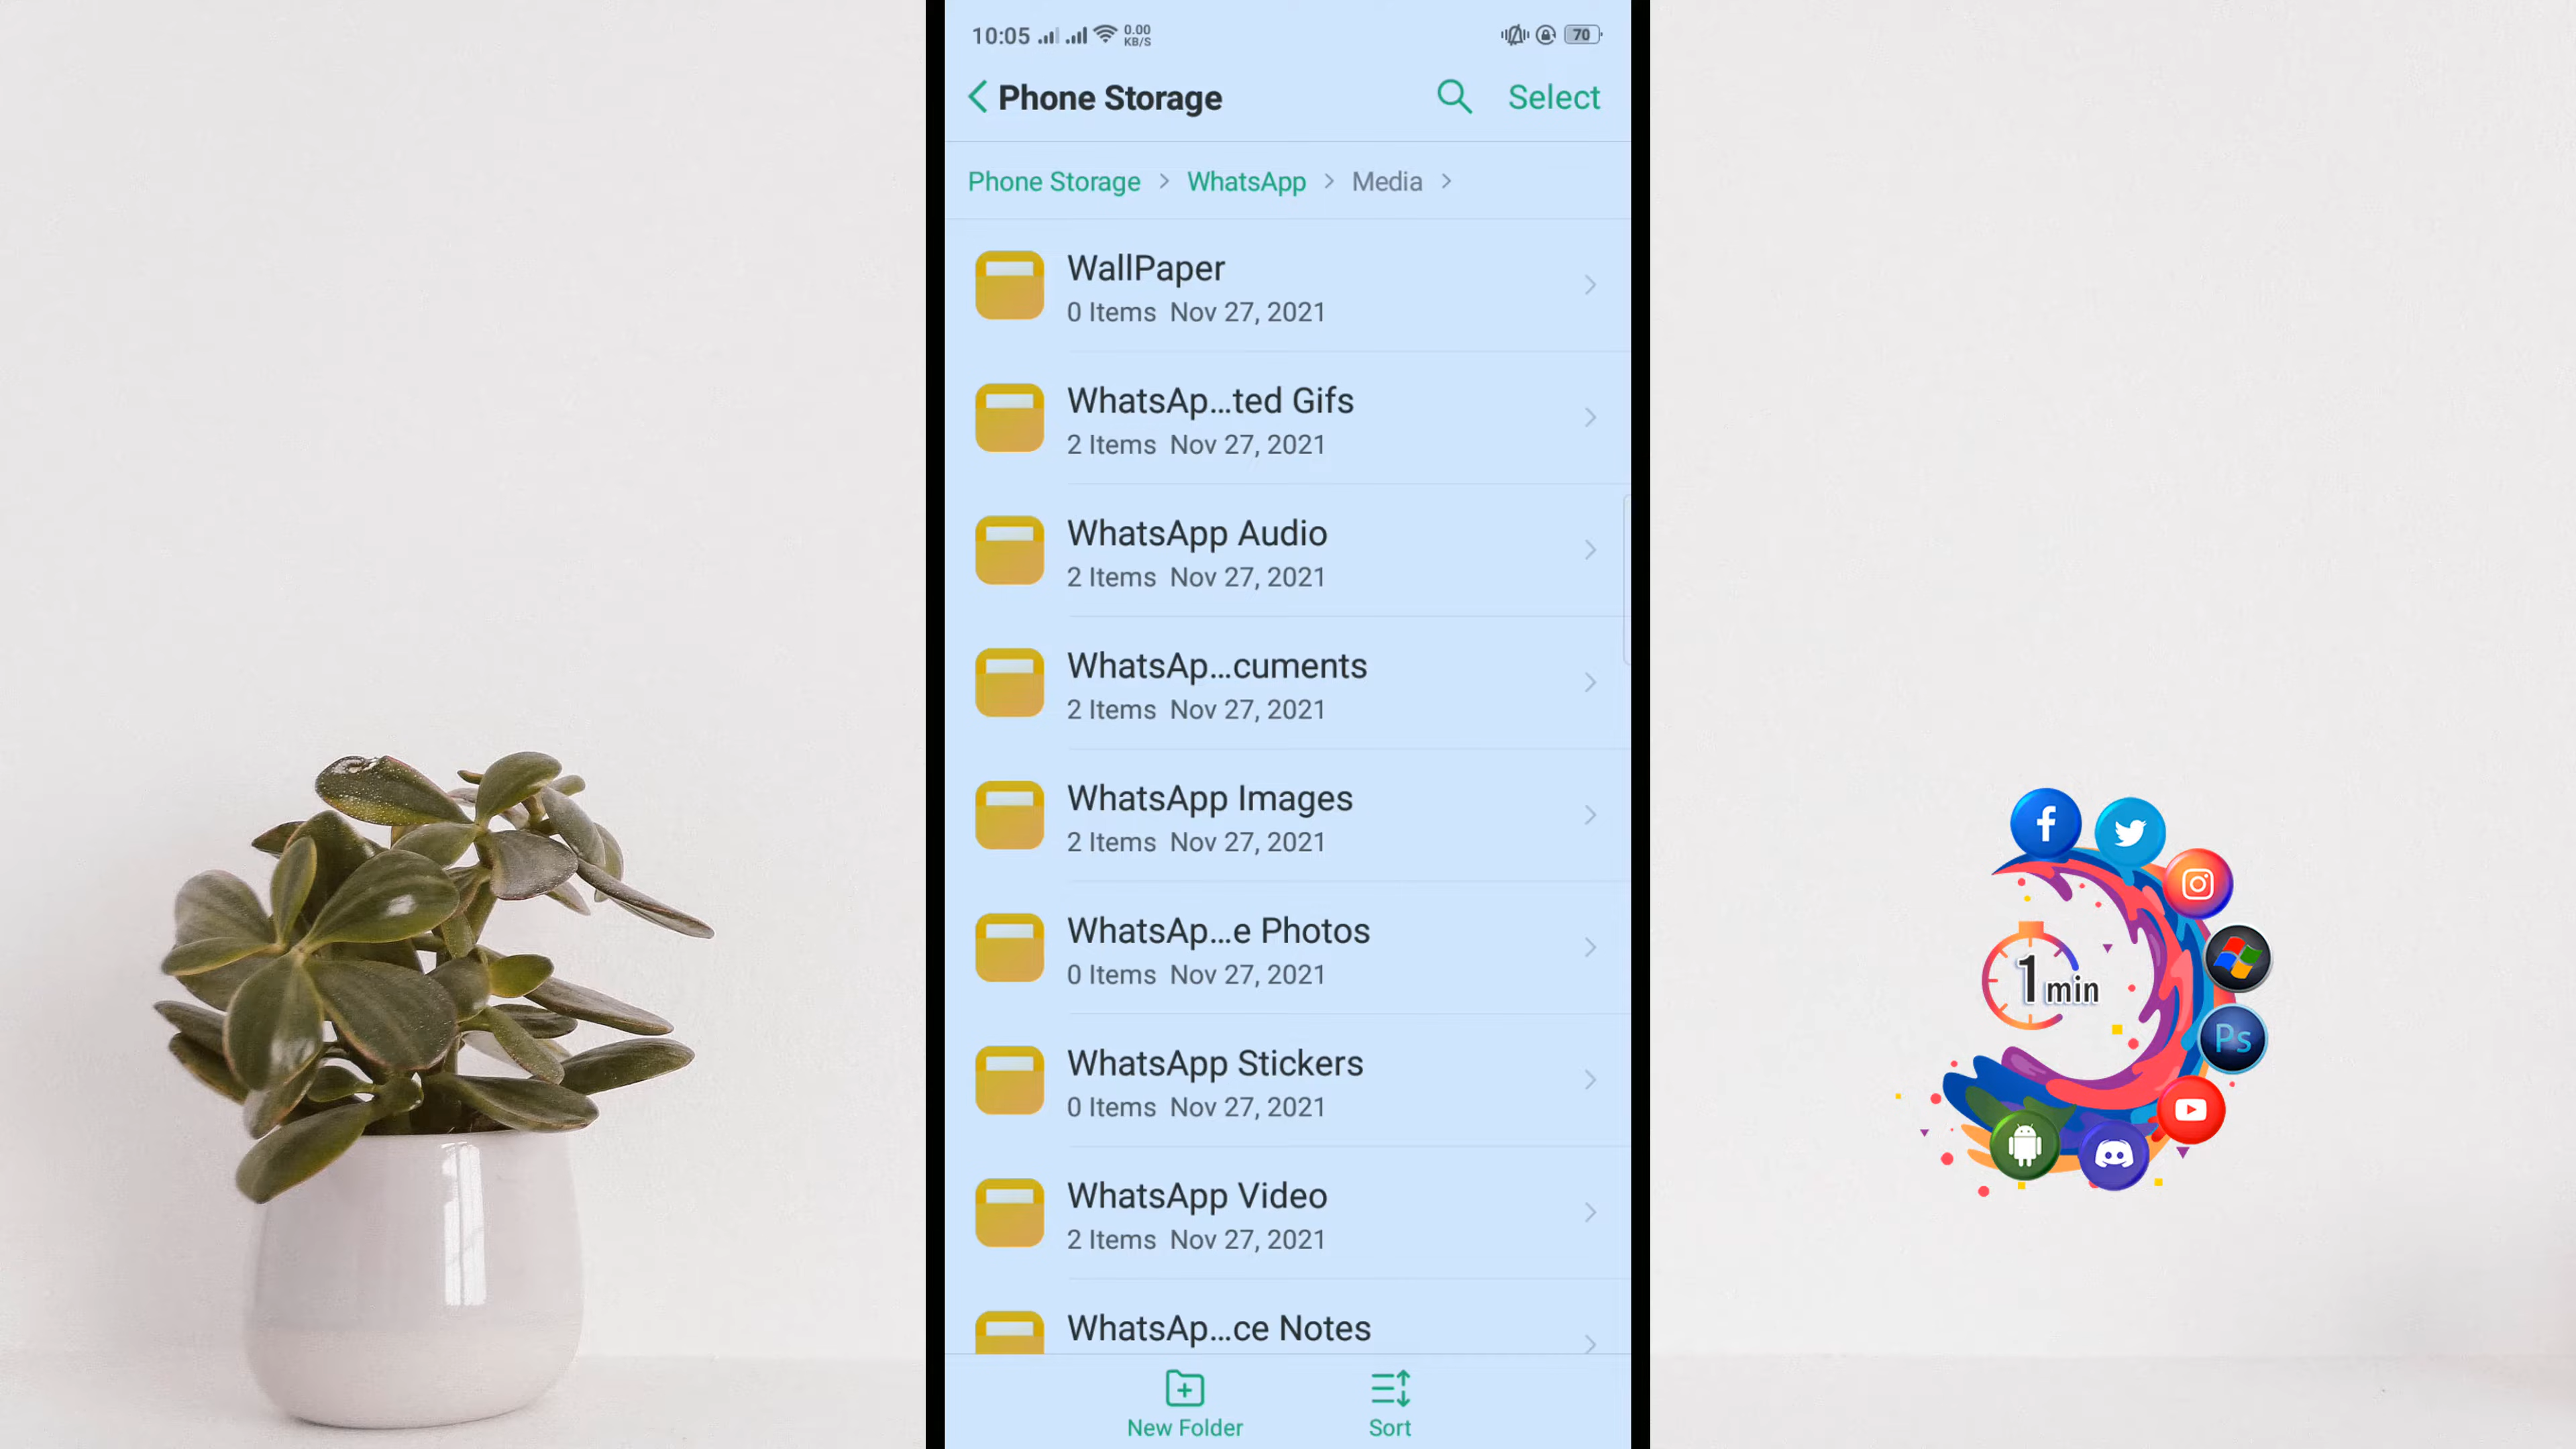 10:05
0.00
KB/S
70
Phone Storage
Select
Phone Storage > WhatsApp > Media >
WallPaper
0 Items Nov 27, 2021
WhatsAp...ted Gifs
2 Items Nov 27, 2021
WhatsApp Audio
2 Items Nov 27, 2021
WhatsAp...cuments
2 Items Nov 27, 2021
WhatsApp Images
2 Items Nov 27, 2021
WhatsAp...e Photos
0 Items Nov 27, 2021
WhatsApp Stickers
0 Items Nov 27, 2021
WhatsApp Video
2 Items Nov 27, 2021
WhatsAp...ce Notes
New Folder
Sort
1 min
Ps